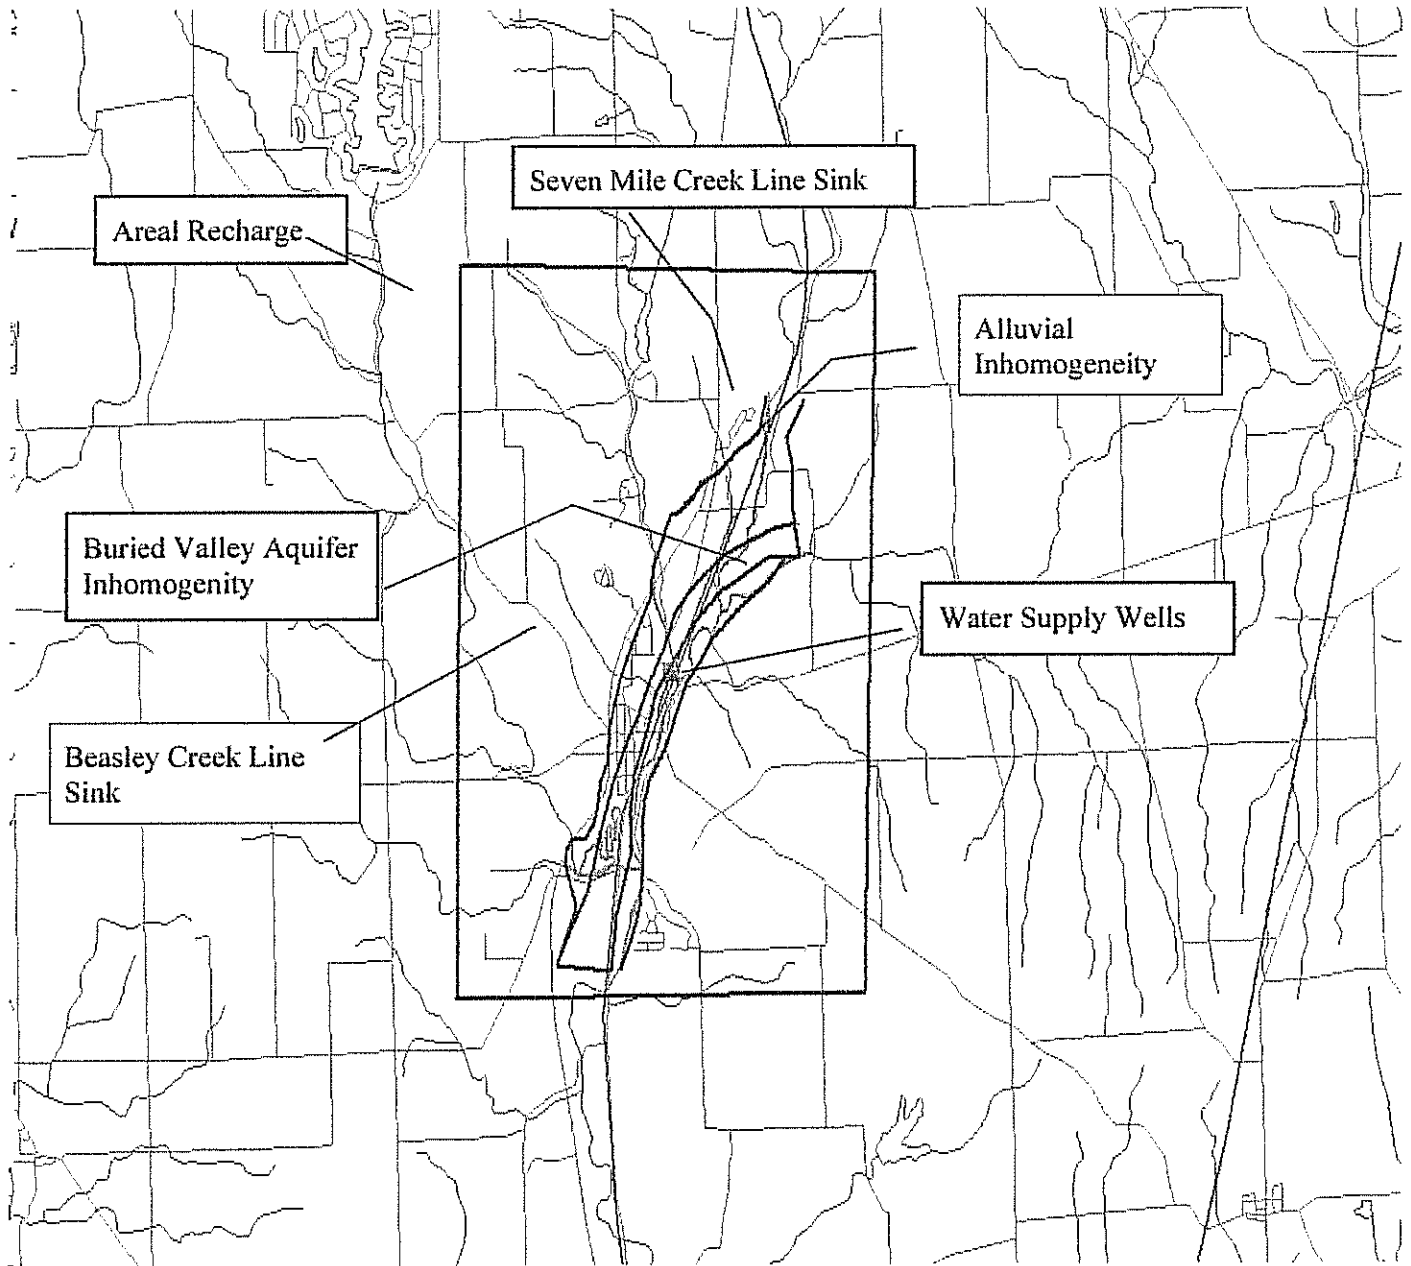 Seven Mile Creek Line Sink
Areal Recharge
Alluvial
Inhomogeneity
Buried Valley Aquifer
Inhomogenity
Water Supply Wells
Beasley Creek Line
Sink